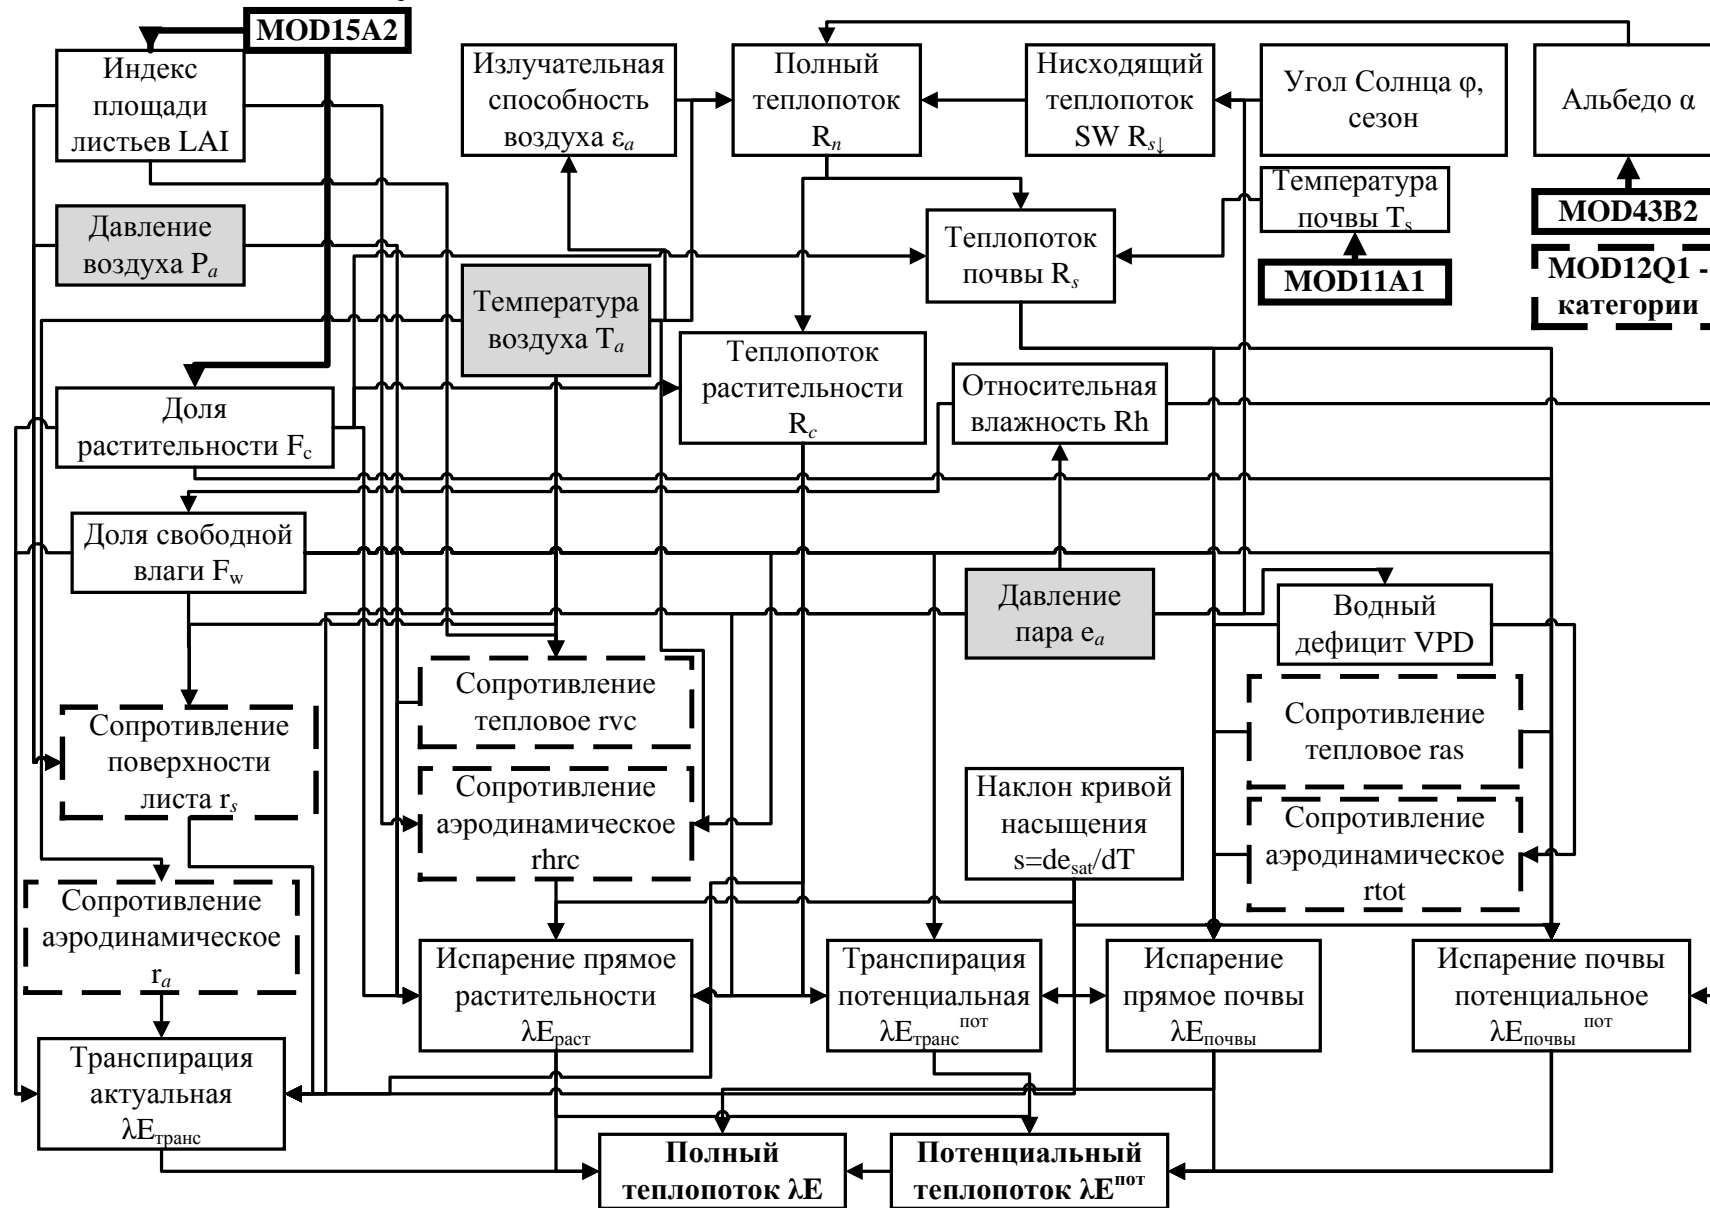 MOD15A2
Индекс
площади
листьев LAI
Излучательная
способность
воздуха εa
Полный
теплопоток
Rn
Нисходящий
теплопоток
SW Rs↓
Угол Солнца φ,
сезон
Альбедо α
Температура
почвы Ts
MOD43B2
Давление
воздуха Pa
Теплопоток
почвы Rs
MOD11A1
MOD12Q1 -
категории
Температура
воздуха Ta
Теплопоток
растительности
Rc
Относительная
влажность Rh
Доля
растительности Fc
Доля свободной
влаги Fw
Давление
пара ea
Водный
дефицит VPD
Сопротивление
тепловое rvc
Сопротивление
тепловое ras
Сопротивление
поверхности
листа rs
Сопротивление
аэродинамическое
rhrc
Наклон кривой
насыщения
s=desat/dT
Сопротивление
аэродинамическое
rtot
Сопротивление
аэродинамическое
ra
Испарение прямое
растительности
λEраст
Транспирация
потенциальная
λEтранспот
Испарение
прямое почвы
λEпочвы
Испарение почвы
потенциальное
λEпочвыпот
Транспирация
актуальная
λEтранс
Полный
теплопоток λE
Потенциальный
теплопоток λEпот